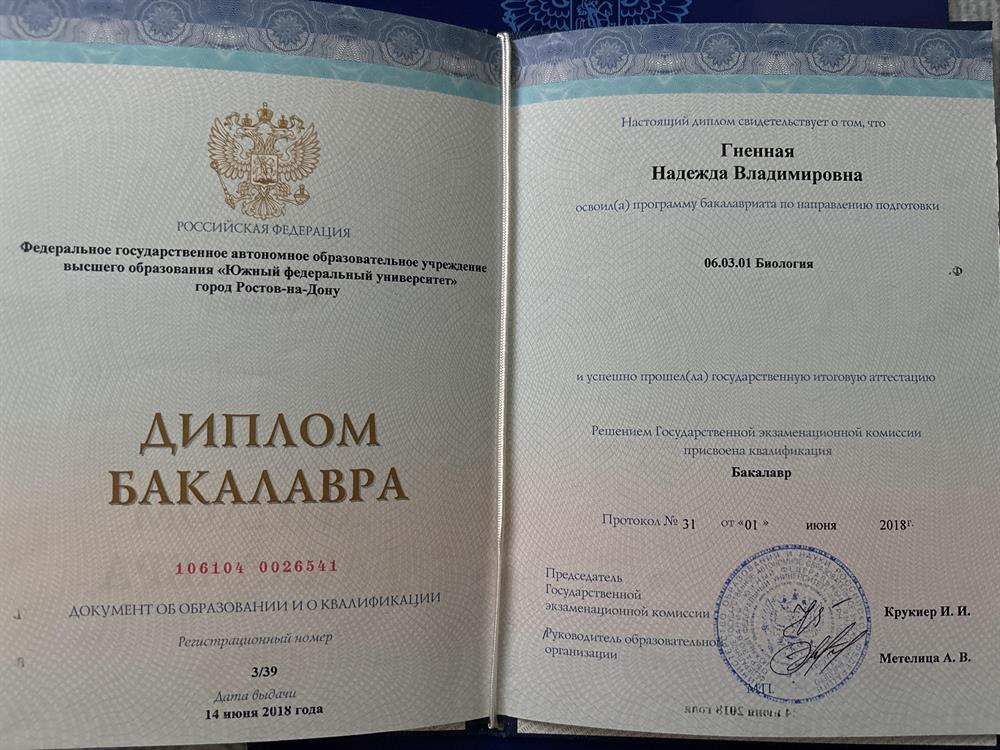 РОССИЙСКАЯ ФЕДЕРАЦИЯ
Федеральное государственное автономное образовательное учреждение
высшего образования «Южный федеральный университет»
город Ростов-на-Дону
ДИПЛОМ
БАКАЛАВРА
106104 0026541
ДОКУМЕНТ ОБ ОБРАЗОВАНИИ И О КВАЛИФИКАЦИИ
Регистрационный номер
3/39
Дата выдачи
14 июня 2018 года
Настоящий диплом свидетельствует о том, что
Гненная
Надежда Владимировна
освоил(а) программу бакалавриата по направлению подготовки
06.03.01 Биология
и успешно прошел(ла) государственную итоговую аттестацию
Решением Государственной экзаменационной комиссии
присвоена квалификация
Бакалавр
Протокол № 31 от «01 » июня 2018г.
Председатель
Государственной
экзаменационной комиссии Крукиер И. И.
Руководитель образовательной
организации Метелица А. В.
М.П.